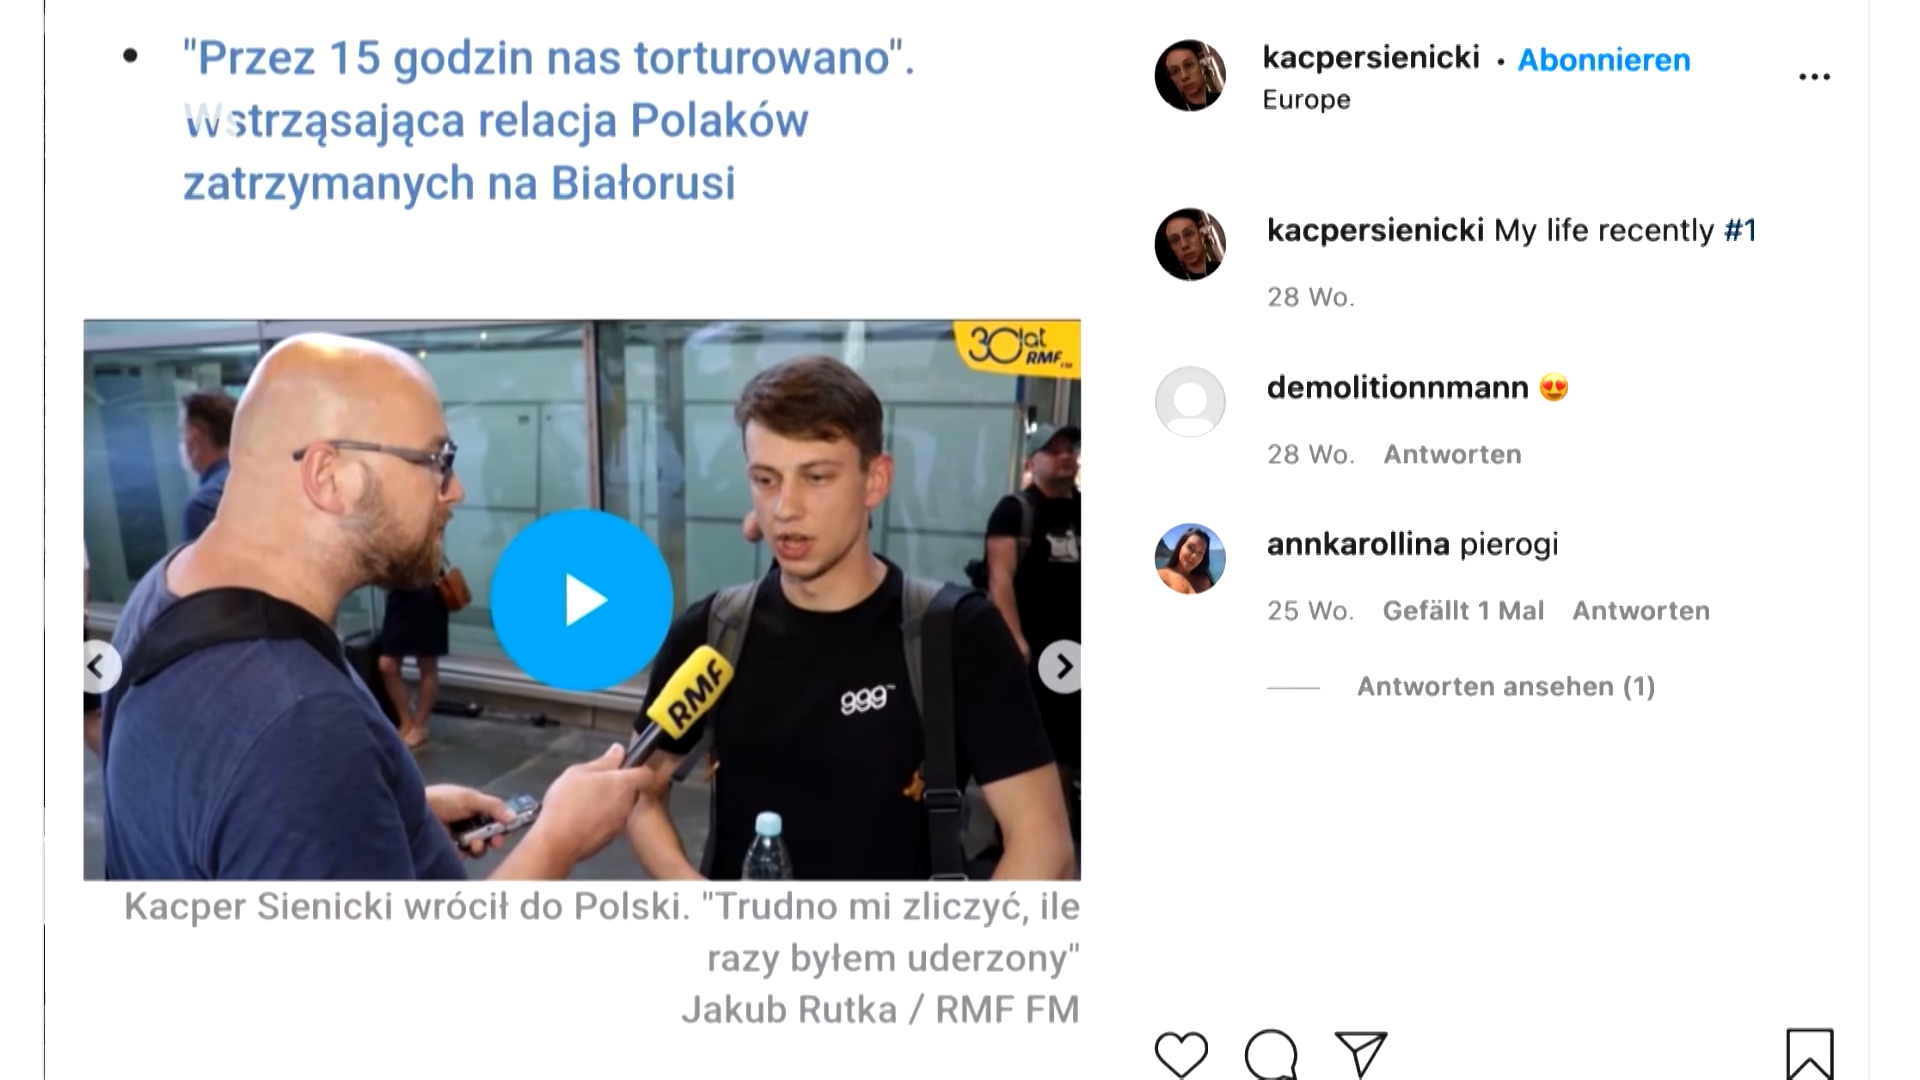 "Przez 15 godzin nas torturowano".
Wstrząsająca relacja Polaków
zatrzymanych na Białorusi
30 lat
RMF FM
RMF
999™
Kacper Sienicki wrócił do Polski. "Trudno mi zliczyć, ile
razy byłem uderzony"
Jakub Rutka / RMF FM
kacpersienicki • Abonnieren
Europe
kacpersienicki My life recently #1
28 Wo.
demolitionnmann 😍
28 Wo. Antworten
annkarollina pierogi
25 Wo. Gefällt 1 Mal Antworten
Antworten ansehen (1)